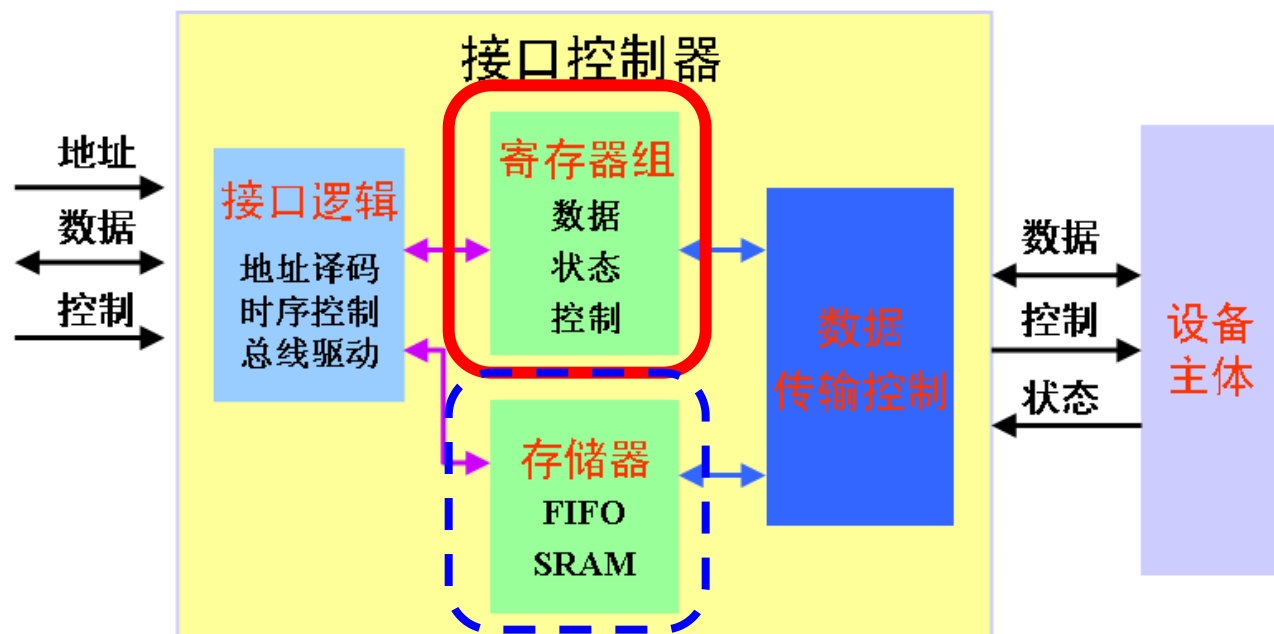 接口控制器
地址
数据
控制
接口逻辑
地址译码
时序控制
总线驱动
寄存器组
数据
状态
控制
存储器
FIFO
SRAM
数据
传输控制
数据
控制
状态
设备
主体